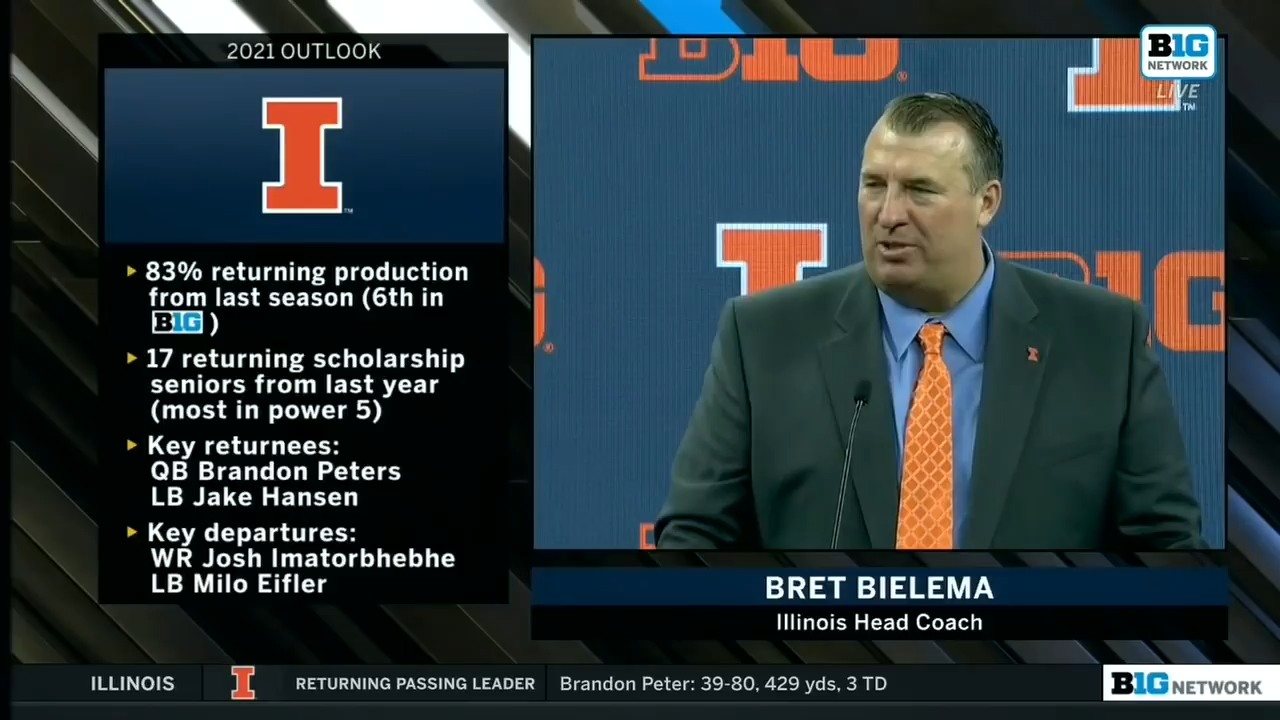 2021 OUTLOOK
I
TM
83% returning production
from last season (6th in
B1G )
17 returning scholarship
seniors from last year
(most in power 5)
Key returnees:
QB Brandon Peters
LB Jake Hansen
Key departures:
WR Josh Imatorbhebhe
LB Milo Eifler
B1G
NETWORK
LIVE
TM
BRET BIELEMA
Illinois Head Coach
ILLINOIS
I
RETURNING PASSING LEADER
Brandon Peter: 39-80, 429 yds, 3 TD
B1G NETWORK